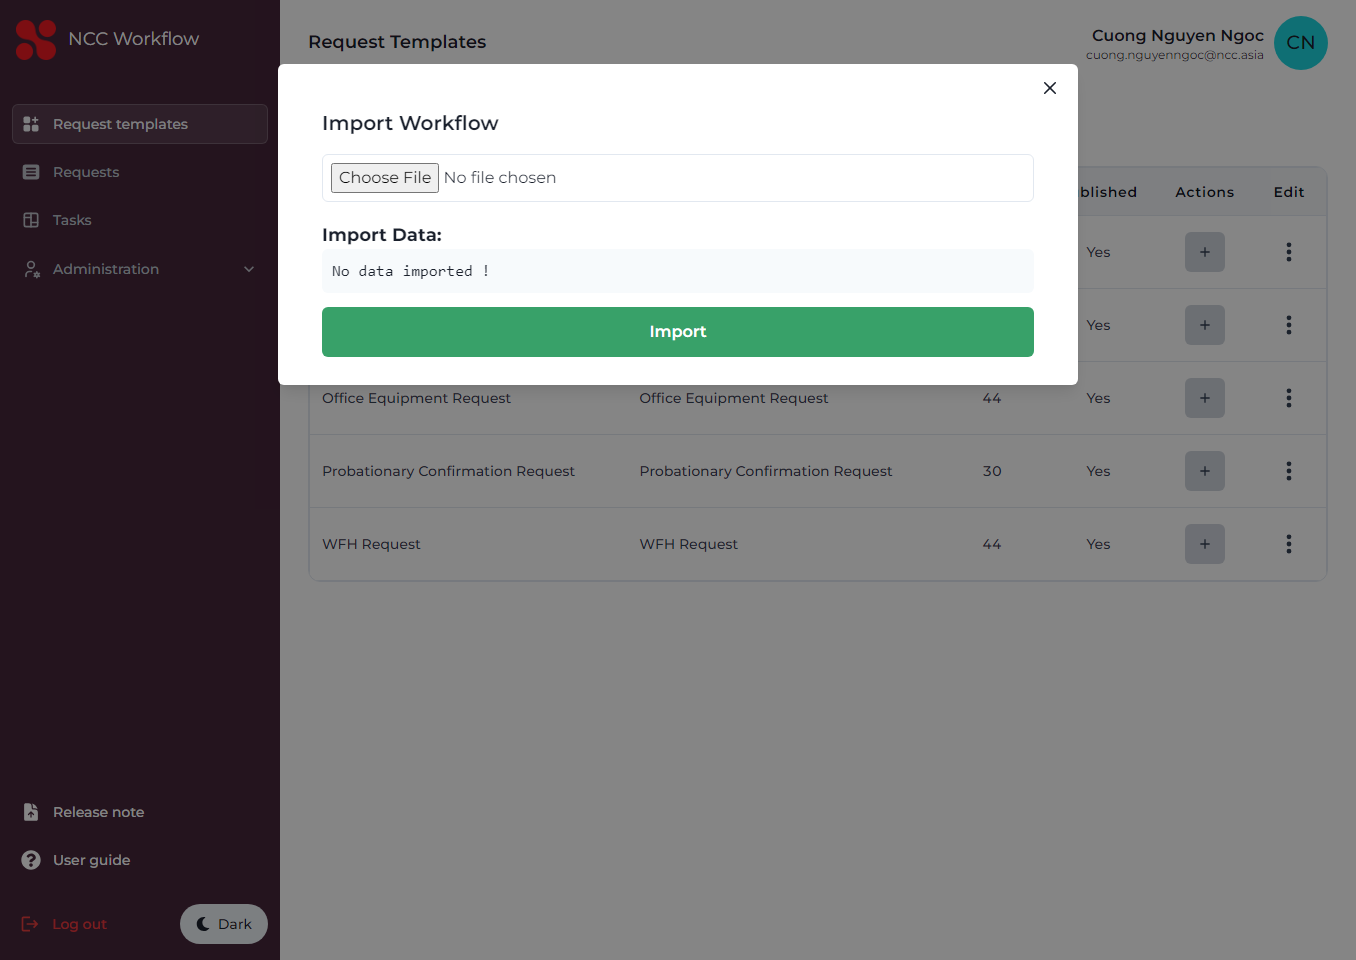 NCC Workflow
Request Templates
Cuong Nguyen Ngoc
cuong.nguyenngoc@ncc.asia
CN
Import Workflow
Choose File No file chosen
Import Data:
No data imported !
Import
Request templates
Requests
Tasks
Administration
Actions Edit
Yes +
Yes +
Office Equipment Request Office Equipment Request 44 Yes +
Probationary Confirmation Request Probationary Confirmation Request 30 Yes +
WFH Request WFH Request 44 Yes +
Release note
User guide
Log out
Dark